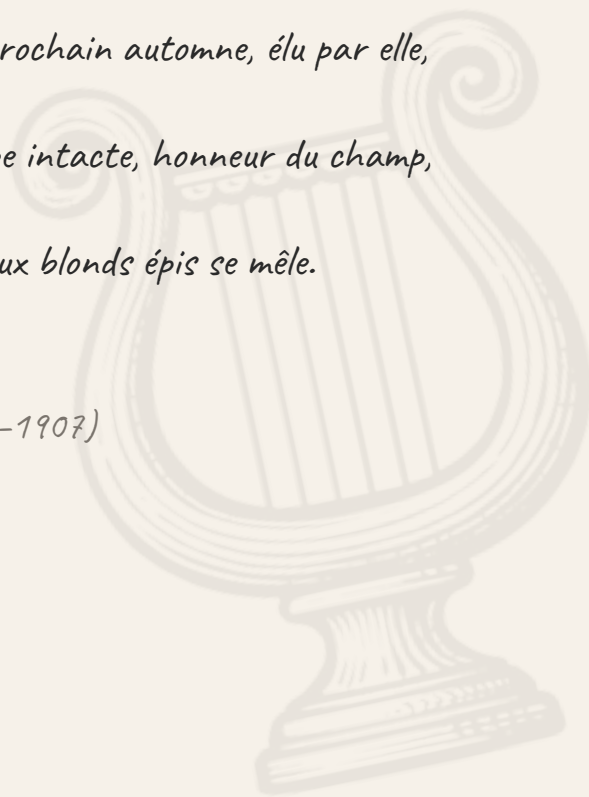 rochain automne, élu par elle,
e intacte, honneur du champ,
ux blonds épis se mêle.
–1907)